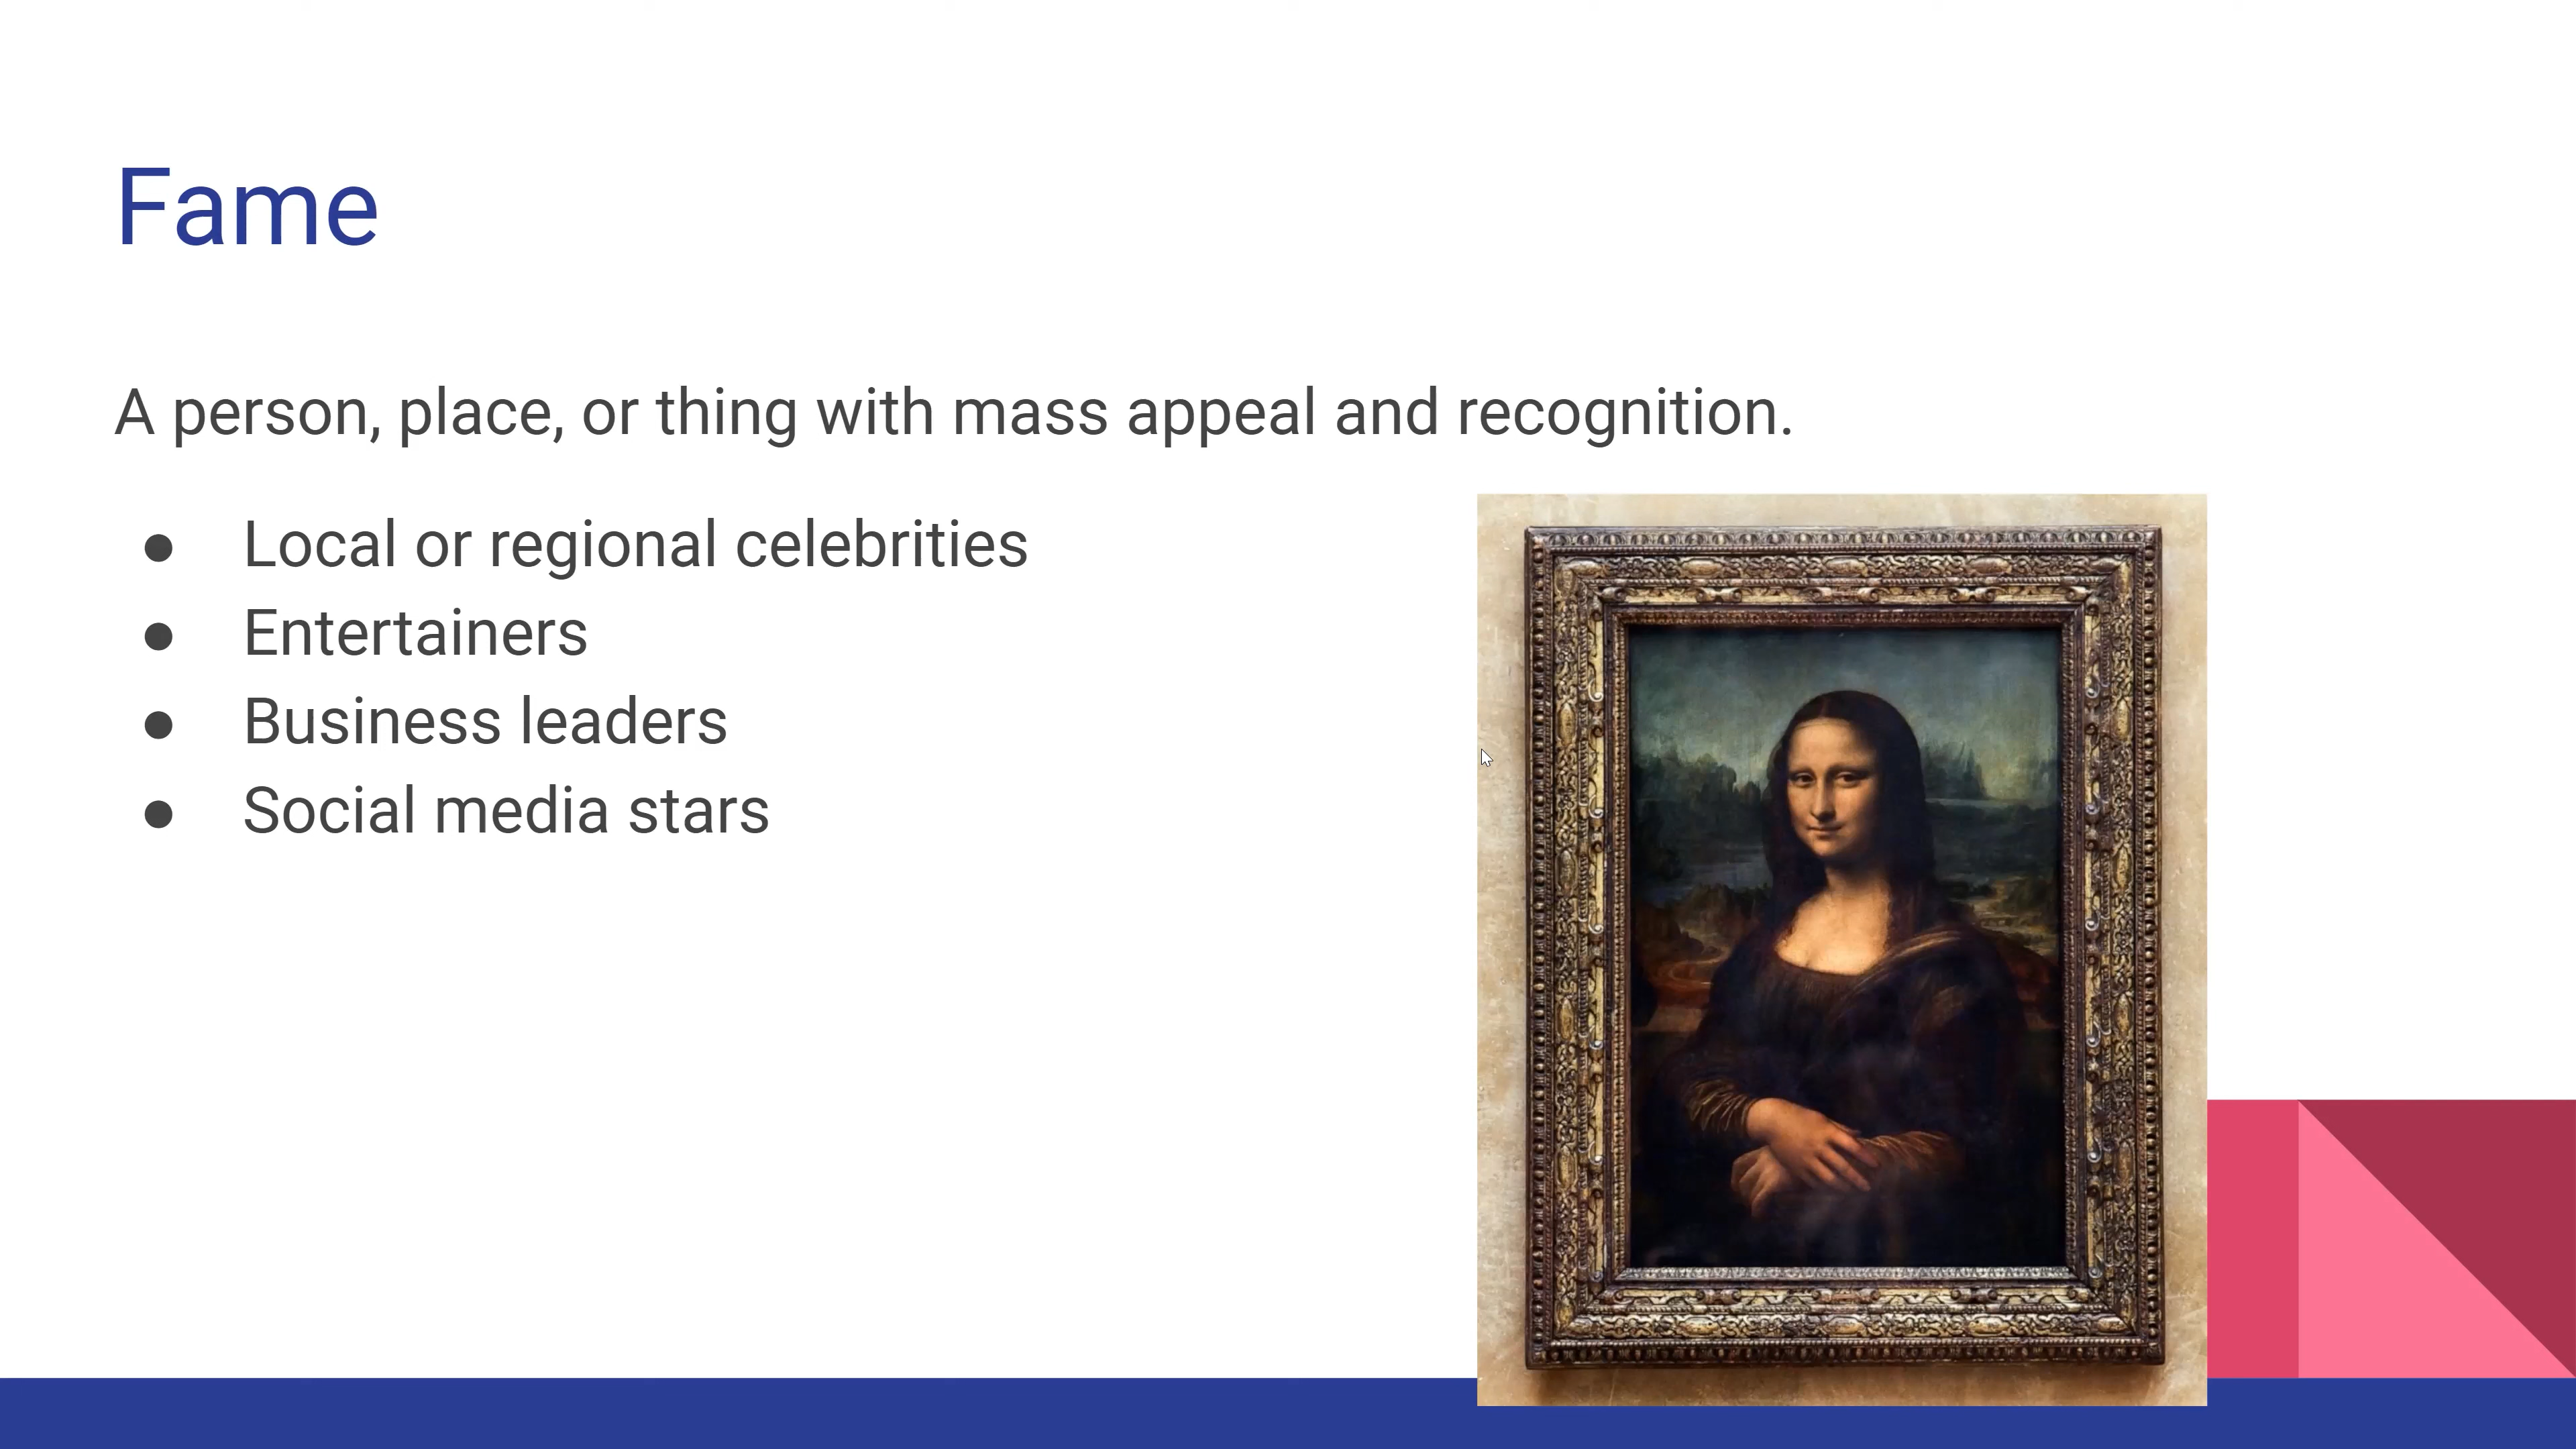 Fame
A person, place, or thing with mass appeal and recognition.
● Local or regional celebrities
● Entertainers
● Business leaders
● Social media stars